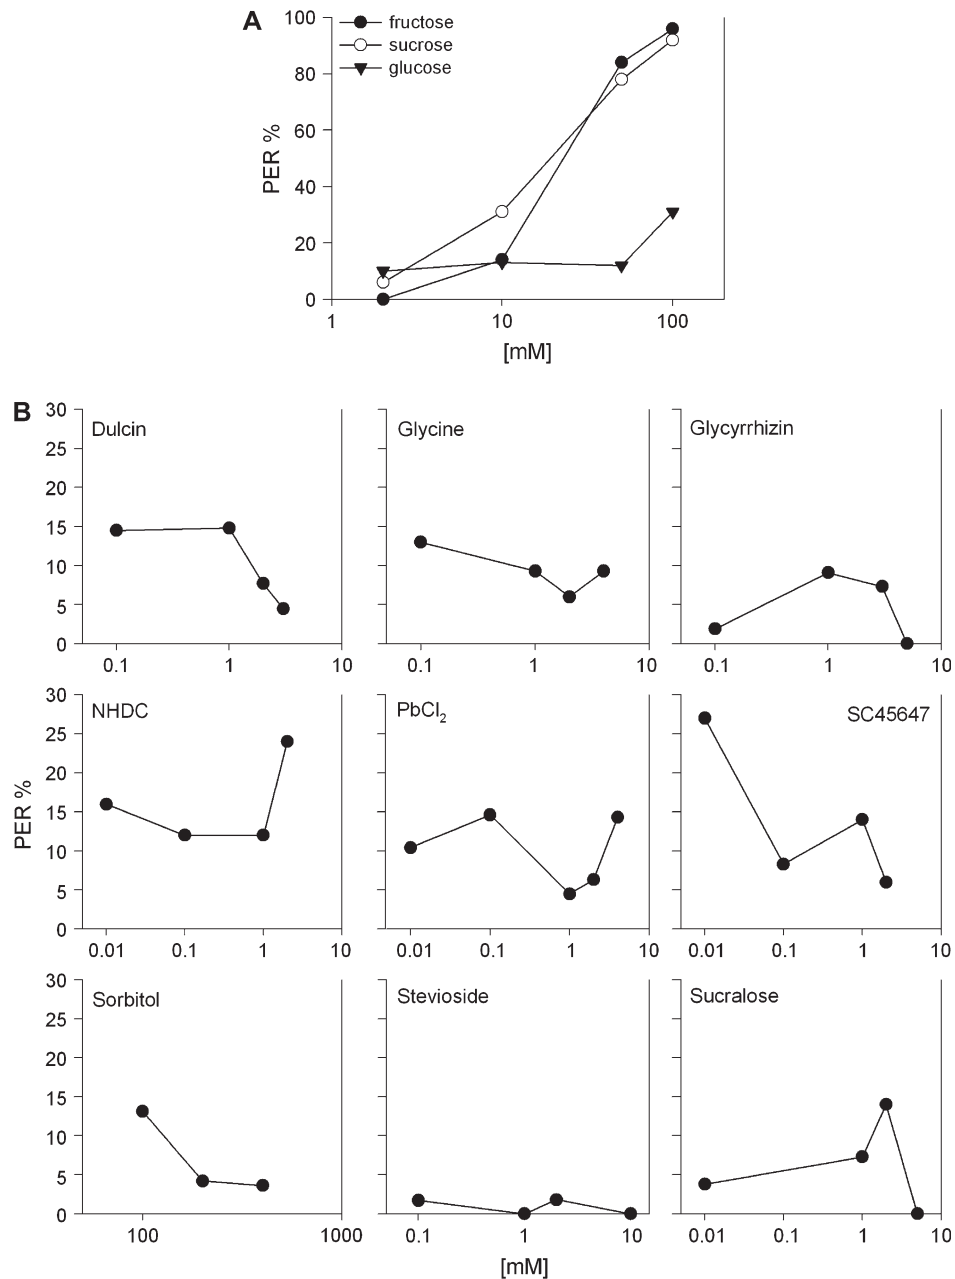 A
100
80
60
40
20
0
PER %
fructose
sucrose
glucose
1 10 100
[mM]
B
30
25
20
15
10
5
0
Dulcin
0.1 1 10
Glycine
0.1 1 10
Glycyrrhizin
0.1 1 10
PER %
30
25
20
15
10
5
0
NHDC
0.01 0.1 1 10
PbCl2
0.01 0.1 1 10
SC45647
0.01 0.1 1 10
30
25
20
15
10
5
0
Sorbitol
100 1000
Stevioside
0.1 1 10
Sucralose
0.01 0.1 1 10
[mM]